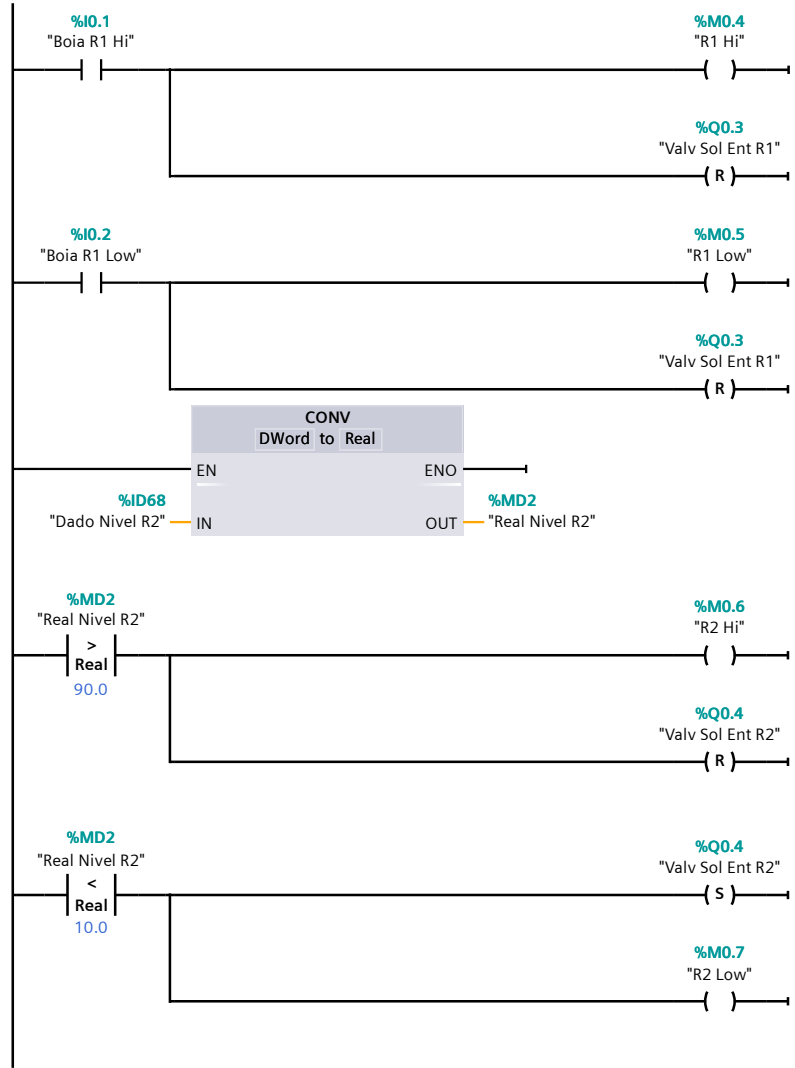 %I0.1
"Boia R1 Hi"
%M0.4
"R1 Hi"
%Q0.3
"Valv Sol Ent R1"
R
%I0.2
"Boia R1 Low"
%M0.5
"R1 Low"
%Q0.3
"Valv Sol Ent R1"
R
CONV
DWord to Real
EN ENO
%ID68
"Dado Nivel R2"
IN OUT
%MD2
"Real Nivel R2"
%MD2
"Real Nivel R2"
>
Real
90.0
%M0.6
"R2 Hi"
%Q0.4
"Valv Sol Ent R2"
R
%MD2
"Real Nivel R2"
<
Real
10.0
%Q0.4
"Valv Sol Ent R2"
S
%M0.7
"R2 Low"